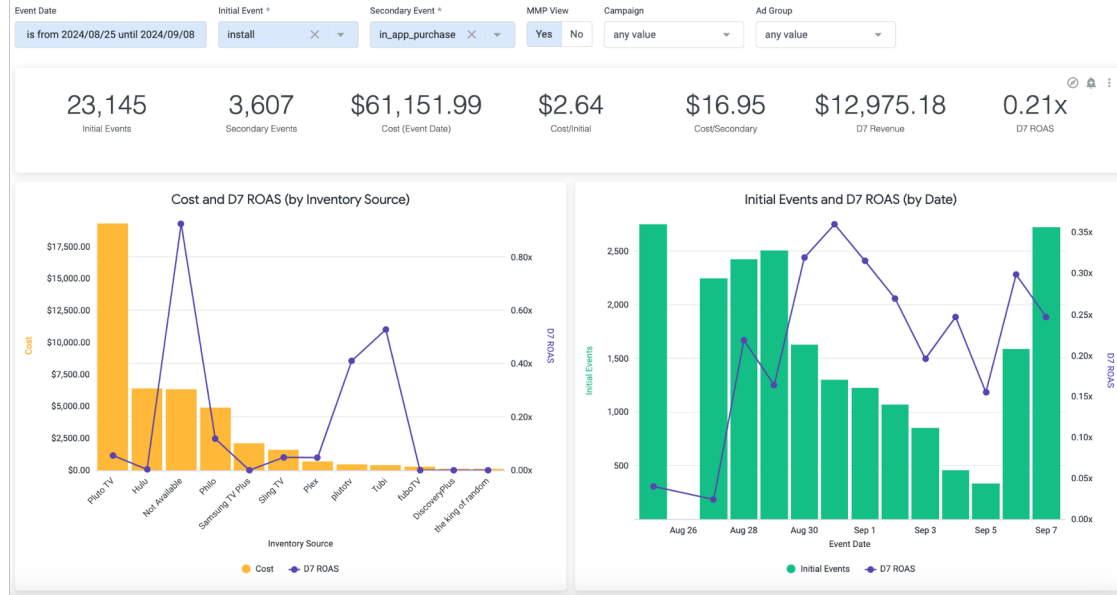 Event Date
Initial Event *
Secondary Event *
MMP View
Campaign
Ad Group
is from 2024/08/25 until 2024/09/08
install
in_app_purchase
Yes No
any value
any value
23,145
Initial Events
3,607
Secondary Events
$61,151.99
Cost (Event Date)
$2.64
Cost/Initial
$16.95
Cost/Secondary
$12,975.18
D7 Revenue
0.21x
D7 ROAS
Cost and D7 ROAS (by Inventory Source)
Cost
$17,500.00
$15,000.00
$12,500.00
$10,000.00
$7,500.00
$5,000.00
$2,500.00
$0.00
0.80x
0.60x
0.40x
0.20x
0.00x
D7 ROAS
Pluto TV
Hulu
Not Available
Philo
Samsung TV Plus
Sling TV
Plex
plutotv
Tubi
fuboTV
DiscoveryPlus
the king of random
Inventory Source
Cost D7 ROAS
Initial Events and D7 ROAS (by Date)
Initial Events
2,500
2,000
1,500
1,000
500
0.35x
0.30x
0.25x
0.20x
0.15x
0.10x
0.05x
0.00x
D7 ROAS
Aug 26 Aug 28 Aug 30 Sep 1 Sep 3 Sep 5 Sep 7
Event Date
Initial Events D7 ROAS